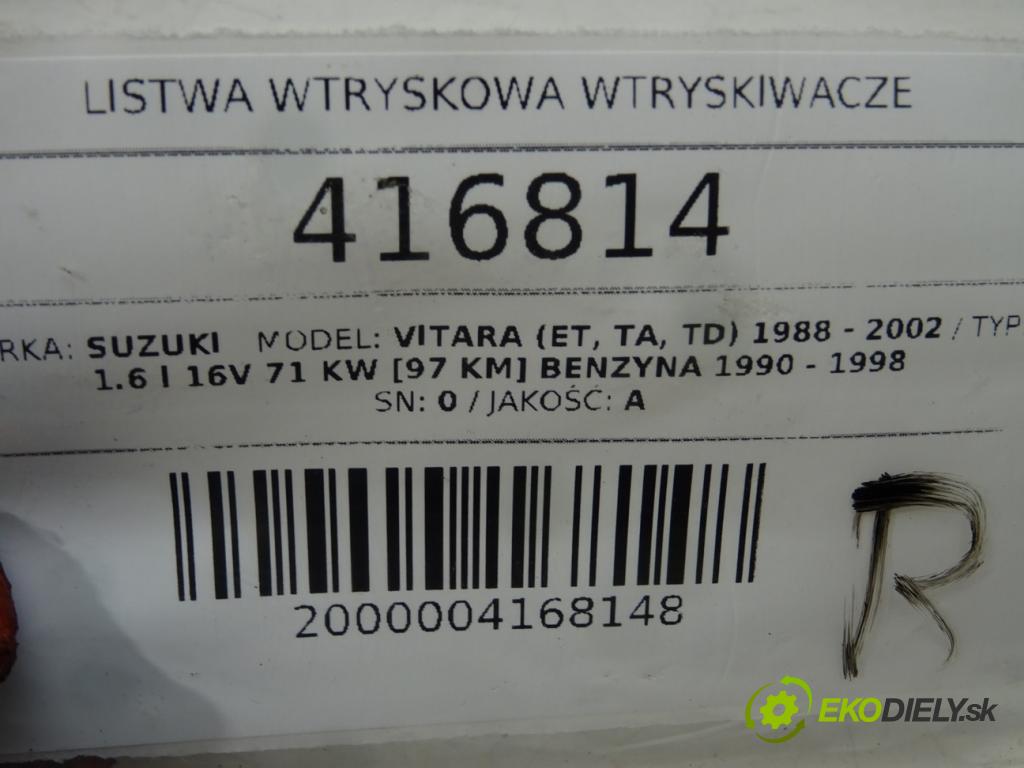 LISTWA WTRYSKOWA WTRYSKIWACZE
416814
RKA: SUZUKI MODEL: VITARA (ET, TA, TD) 1988 - 2002 / TYP
1.6 I 16V 71 KW [97 KM] BENZYNA 1990 - 1998
SN: 0 / JAKOŚĆ: A
2000004168148
R
EKODIELY.sk